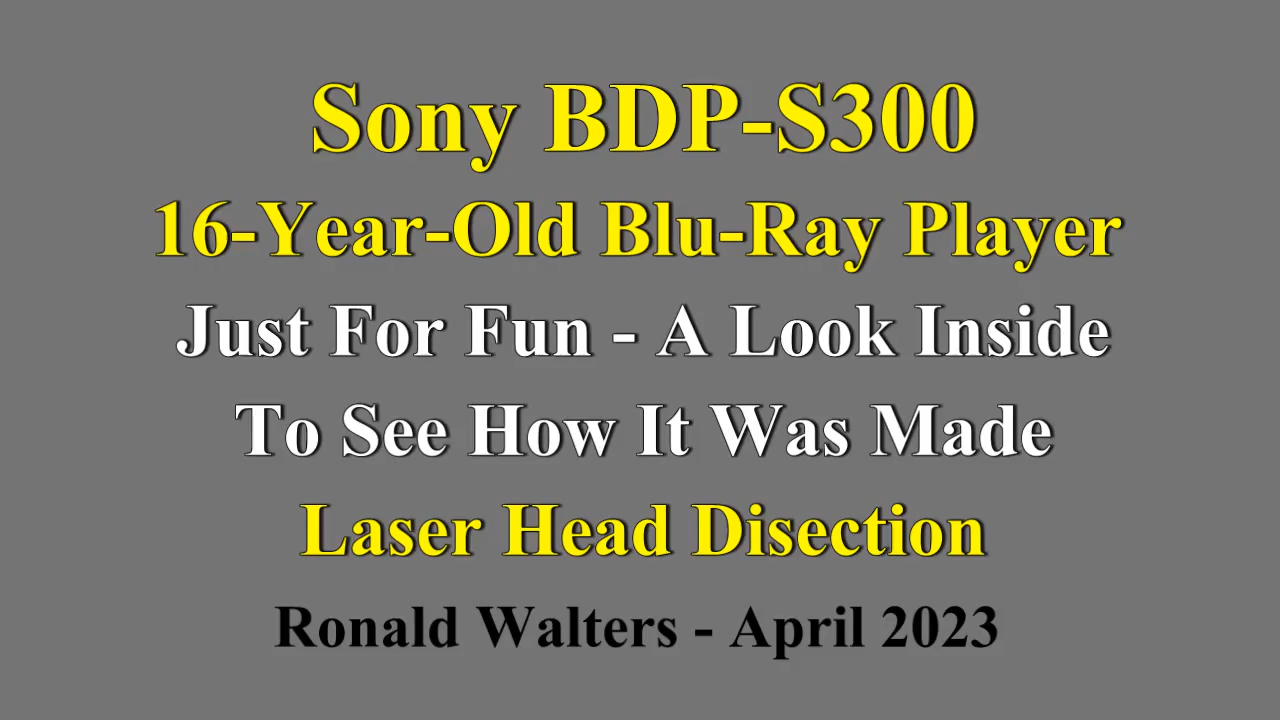 Sony BDP-S300
16-Year-Old Blu-Ray Player
Just For Fun - A Look Inside
To See How It Was Made
Laser Head Disection
Ronald Walters - April 2023